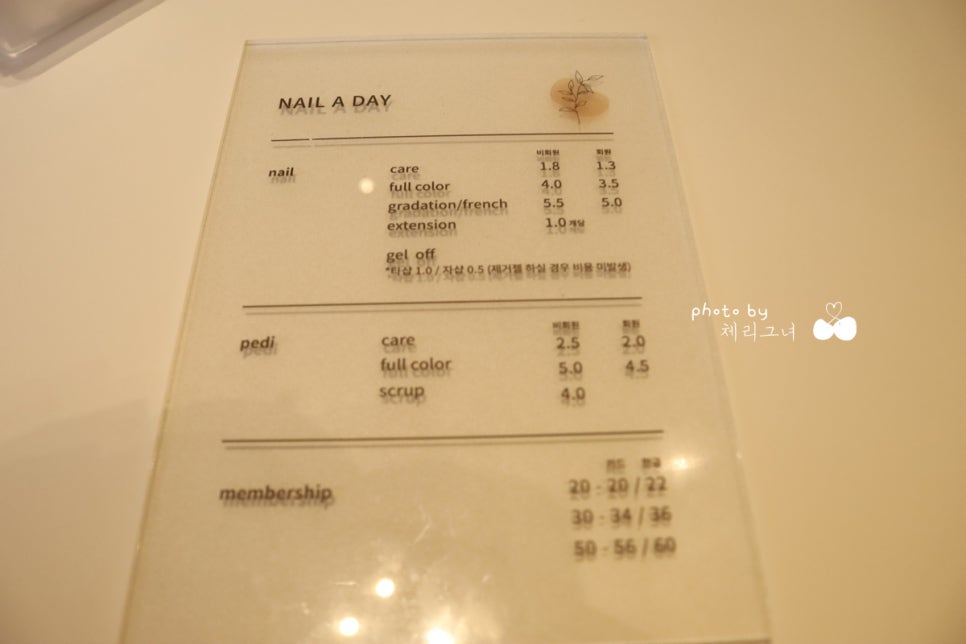 NAIL A DAY
비회원 회원
nail care 1.8 1.3
full color 4.0 3.5
gradation/french 5.5 5.0
extension 1.0 개당
gel off
*타샵 1.0 / 자샵 0.5 (제거젤 하실 경우 비용 미발생)
비회원 회원
pedi care 2.5 2.0
full color 5.0 4.5
scrup 4.0
카드 현금
membership 20 - 20 / 22
30 - 34 / 36
50 - 56 / 60
photo by
체리그녀